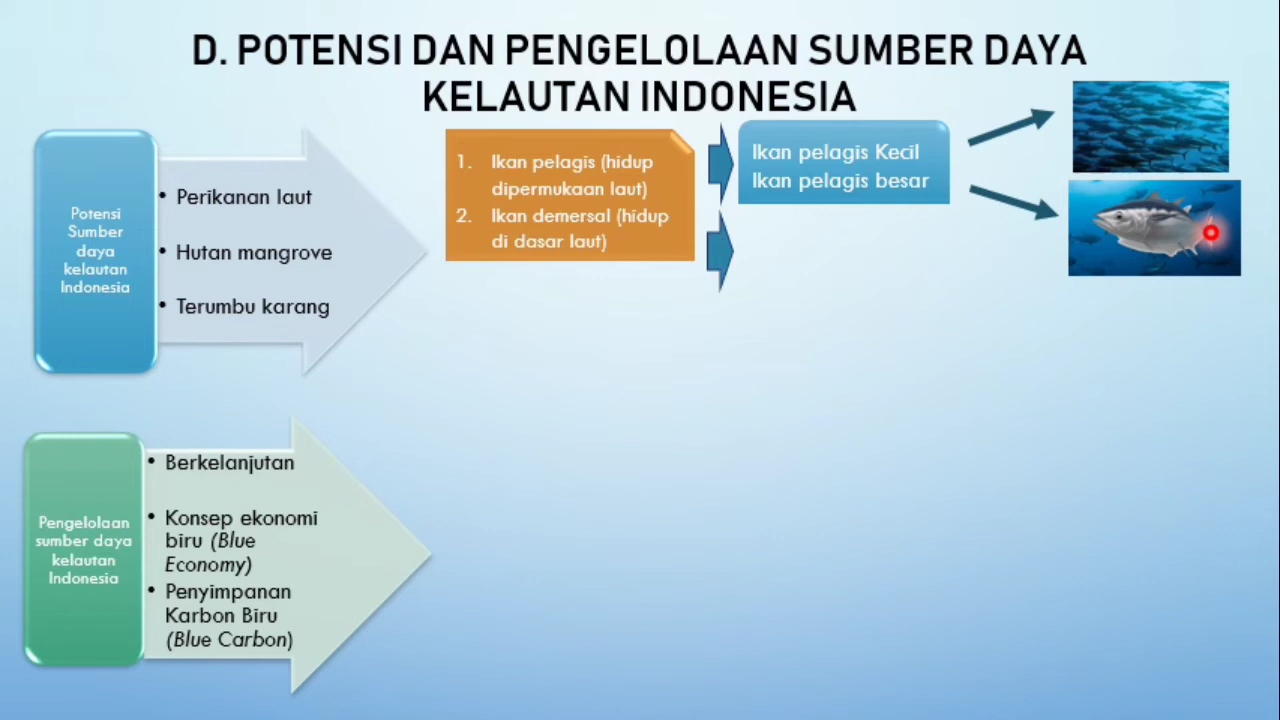 D. POTENSI DAN PENGELOLAAN SUMBER DAYA
KELAUTAN INDONESIA
Potensi
Sumber
daya
kelautan
Indonesia
• Perikanan laut
• Hutan mangrove
• Terumbu karang
1. Ikan pelagis (hidup
dipermukaan laut)
2. Ikan demersal (hidup
di dasar laut)
Ikan pelagis Kecil
Ikan pelagis besar
Pengelolaan
sumber daya
kelautan
Indonesia
• Berkelanjutan
• Konsep ekonomi
biru (Blue
Economy)
• Penyimpanan
Karbon Biru
(Blue Carbon)